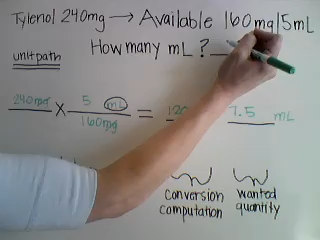 Tylenol 240mg → Available 160mg/5mL
How many mL ?
unit path
240mg × 5 mL = 120 7.5 mL
160mg
conversion wanted
computation quantity